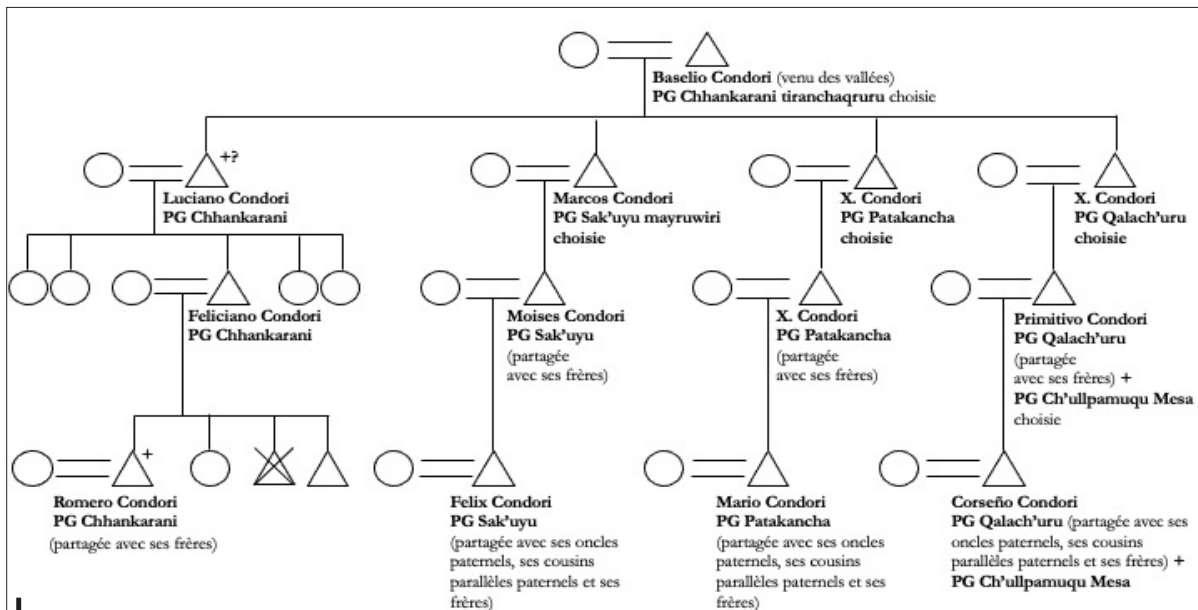 Baselio Condori (venu des vallées)
PG Chhankarani tiranchaqruru choisie
+?
Luciano Condori
PG Chhankarani
Marcos Condori
PG Sak’uyu mayruwiri
choisie
X. Condori
PG Patakancha
choisie
X. Condori
PG Qalach’uru
choisie
Feliciano Condori
PG Chhankarani
Moises Condori
PG Sak’uyu
(partagée
avec ses frères)
X. Condori
PG Patakancha
(partagée
avec ses frères)
Primitivo Condori
PG Qalach’uru
(partagée
avec ses frères) +
PG Ch’ullpamuqu Mesa
choisie
+
Romero Condori
PG Chhankarani
(partagée avec ses frères)
Felix Condori
PG Sak’uyu
(partagée avec ses oncles
paternels, ses cousins
parallèles paternels et ses
frères)
Mario Condori
PG Patakancha
(partagée avec ses oncles
paternels, ses cousins
parallèles paternels et ses
frères)
Corseño Condori
PG Qalach’uru (partagée avec ses
oncles paternels, ses cousins
parallèles paternels et ses frères) +
PG Ch’ullpamuqu Mesa